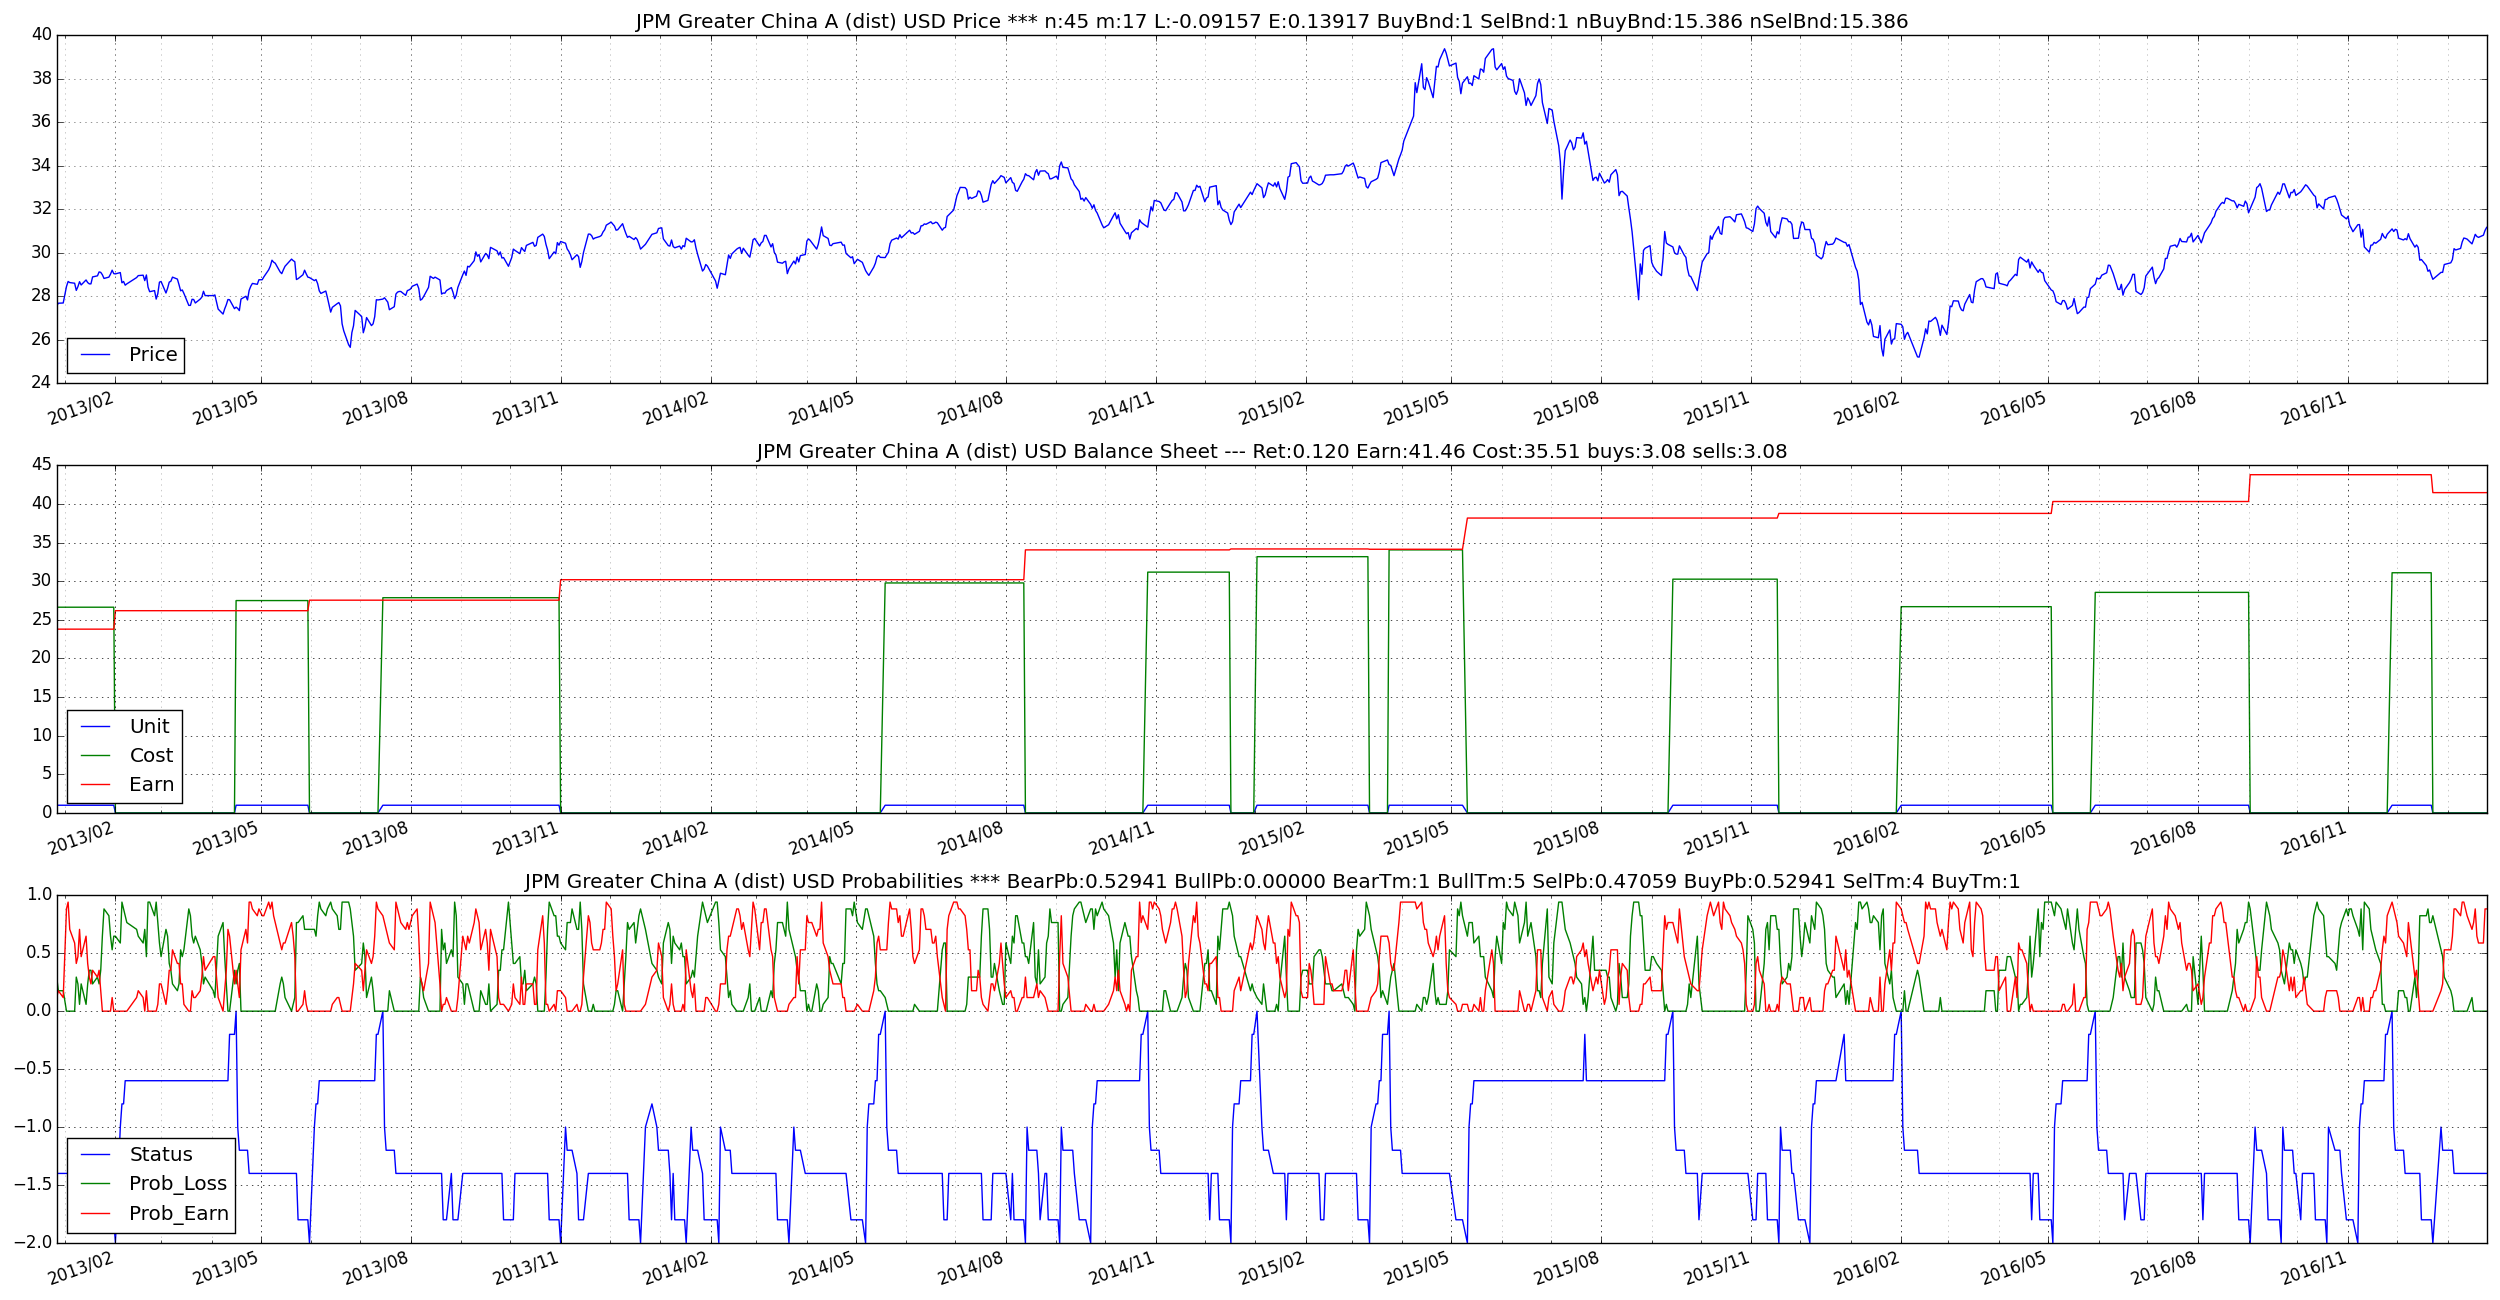 JPM Greater China A (dist) USD Price *** n:45 m:17 L:-0.09157 E:0.13917 BuyBnd:1 SelBnd:1 nBuyBnd:15.386 nSelBnd:15.386
40
38
36
34
32
30
28
26
24
Price
2013/02 2013/05 2013/08 2013/11 2014/02 2014/05 2014/08 2014/11 2015/02 2015/05 2015/08 2015/11 2016/02 2016/05 2016/08 2016/11
JPM Greater China A (dist) USD Balance Sheet --- Ret:0.120 Earn:41.46 Cost:35.51 buys:3.08 sells:3.08
45
40
35
30
25
20
15
10
5
0
Unit
Cost
Earn
2013/02 2013/05 2013/08 2013/11 2014/02 2014/05 2014/08 2014/11 2015/02 2015/05 2015/08 2015/11 2016/02 2016/05 2016/08 2016/11
JPM Greater China A (dist) USD Probabilities *** BearPb:0.52941 BullPb:0.00000 BearTm:1 BullTm:5 SelPb:0.47059 BuyPb:0.52941 SelTm:4 BuyTm:1
1.0
0.5
0.0
−0.5
−1.0
−1.5
−2.0
Status
Prob_Loss
Prob_Earn
2013/02 2013/05 2013/08 2013/11 2014/02 2014/05 2014/08 2014/11 2015/02 2015/05 2015/08 2015/11 2016/02 2016/05 2016/08 2016/11